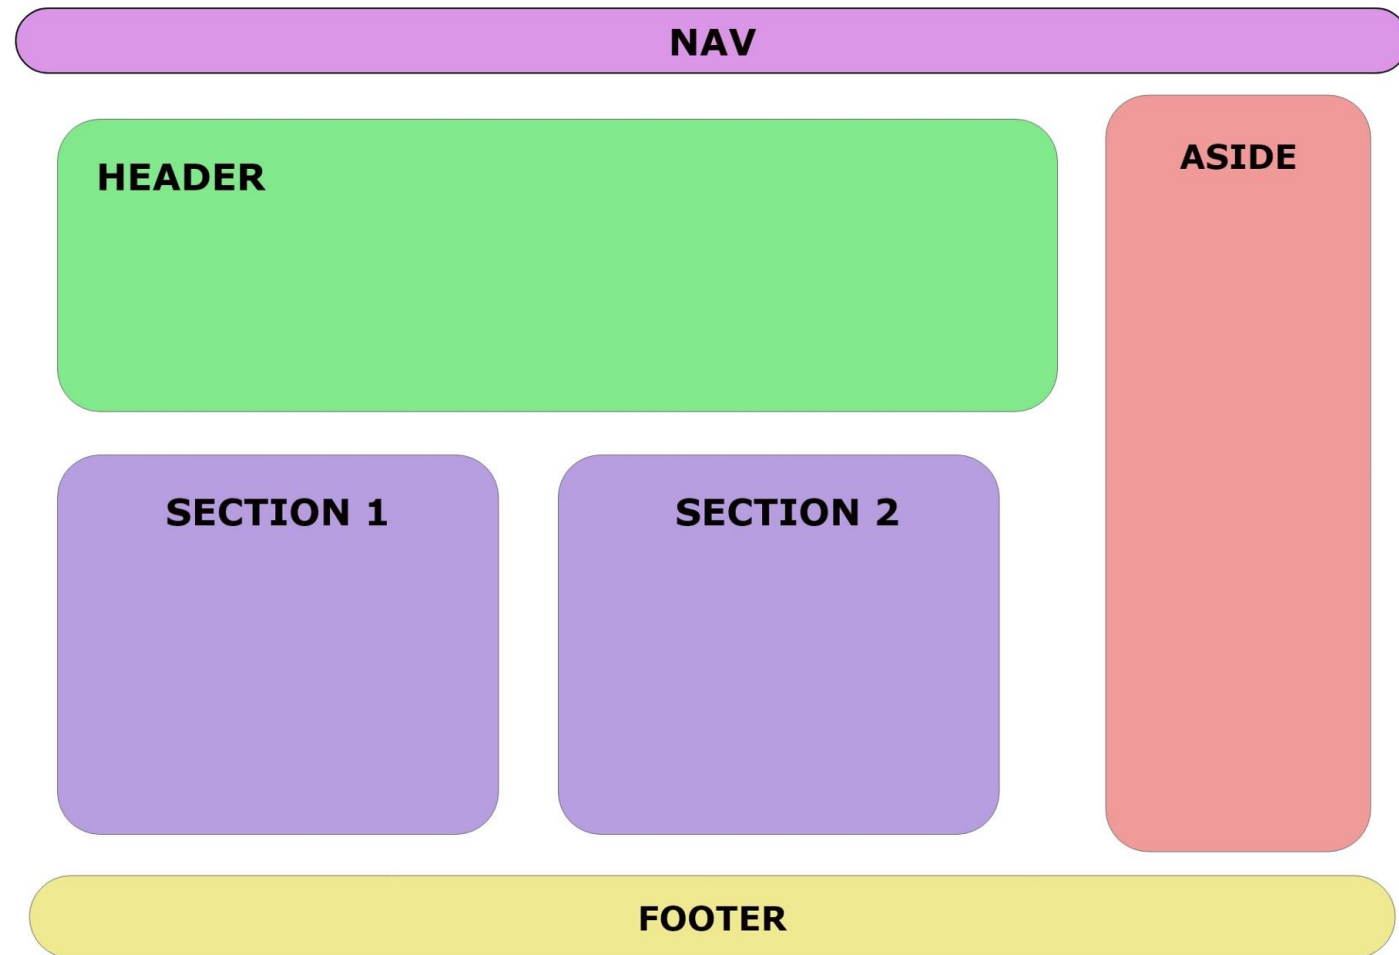 NAV
HEADER
ASIDE
SECTION 1
SECTION 2
FOOTER